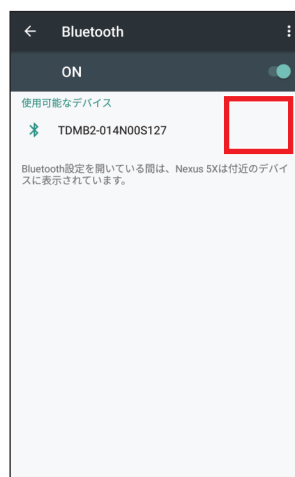 Bluetooth
ON
使用可能なデバイス
TDMB2-014N00S127
Bluetooth設定を開いている間は、Nexus 5Xは付近のデバイ
スに表示されています。